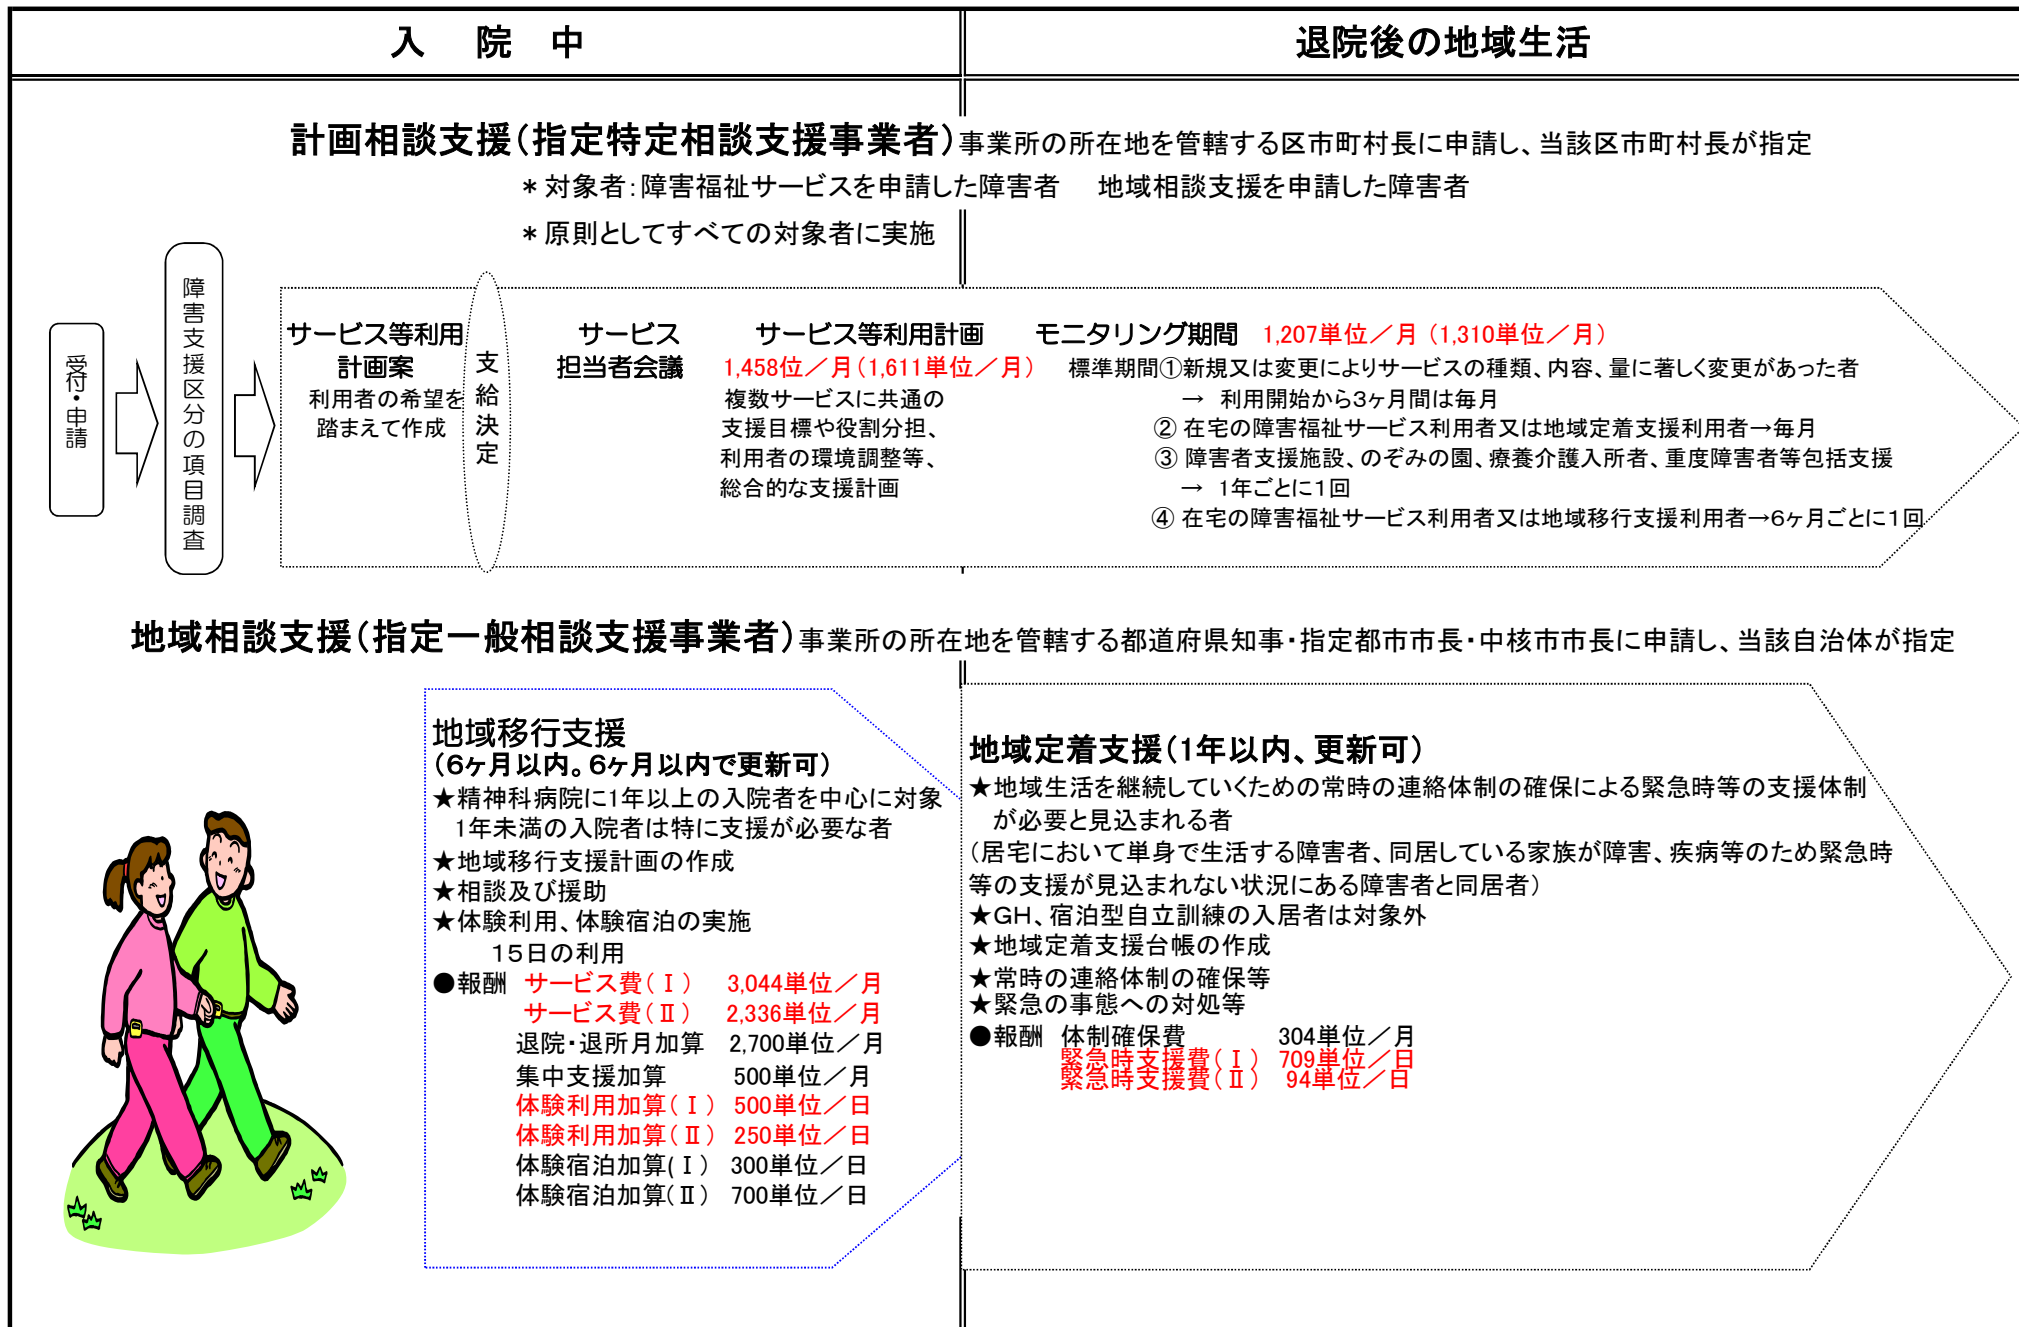 入 院 中
退院後の地域生活
計画相談支援(指定特定相談支援事業者)事業所の所在地を管轄する区市町村長に申請し、当該区市町村長が指定
＊対象者：障害福祉サービスを申請した障害者　地域相談支援を申請した障害者
＊原則としてすべての対象者に実施
受付・申請
障害支援区分の項目調査
サービス等利用
計画案
利用者の希望を
踏まえて作成
支給決定
サービス
担当者会議
サービス等利用計画
1,458位／月（1,611単位／月）
複数サービスに共通の
支援目標や役割分担、
利用者の環境調整等、
総合的な支援計画
モニタリング期間　1,207単位／月（1,310単位／月）
標準期間①新規又は変更によりサービスの種類、内容、量に著しく変更があった者
→ 利用開始から3ヶ月間は毎月
② 在宅の障害福祉サービス利用者又は地域定着支援利用者→毎月
③ 障害者支援施設、のぞみの園、療養介護入所者、重度障害者等包括支援
→ 1年ごとに1回
④ 在宅の障害福祉サービス利用者又は地域移行支援利用者→6ヶ月ごとに1回
地域相談支援(指定一般相談支援事業者)事業所の所在地を管轄する都道府県知事・指定都市市長・中核市市長に申請し、当該自治体が指定
地域移行支援
（6ヶ月以内。6ヶ月以内で更新可）
★精神科病院に1年以上の入院者を中心に対象
1年未満の入院者は特に支援が必要な者
★地域移行支援計画の作成
★相談及び援助
★体験利用、体験宿泊の実施
15日の利用
●報酬 サービス費（Ⅰ） 3,044単位／月
サービス費（Ⅱ） 2,336単位／月
退院・退所月加算 2,700単位／月
集中支援加算 500単位／月
体験利用加算（Ⅰ） 500単位／日
体験利用加算（Ⅱ） 250単位／日
体験宿泊加算(Ⅰ） 300単位／日
体験宿泊加算(Ⅱ） 700単位／日
地域定着支援（1年以内、更新可）
★地域生活を継続していくための常時の連絡体制の確保による緊急時等の支援体制
が必要と見込まれる者
（居宅において単身で生活する障害者、同居している家族が障害、疾病等のため緊急時
等の支援が見込まれない状況にある障害者と同居者）
★GH、宿泊型自立訓練の入居者は対象外
★地域定着支援台帳の作成
★常時の連絡体制の確保等
★緊急の事態への対処等
●報酬 体制確保費 304単位／月
緊急時支援費（Ⅰ） 709単位／日
緊急時支援費（Ⅱ） 94単位／日